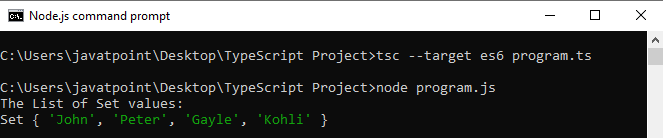 Node.js command prompt
C:\Users\javatpoint\Desktop\TypeScript Project>tsc --target es6 program.ts
C:\Users\javatpoint\Desktop\TypeScript Project>node program.js
The List of Set values:
Set { 'John', 'Peter', 'Gayle', 'Kohli' }